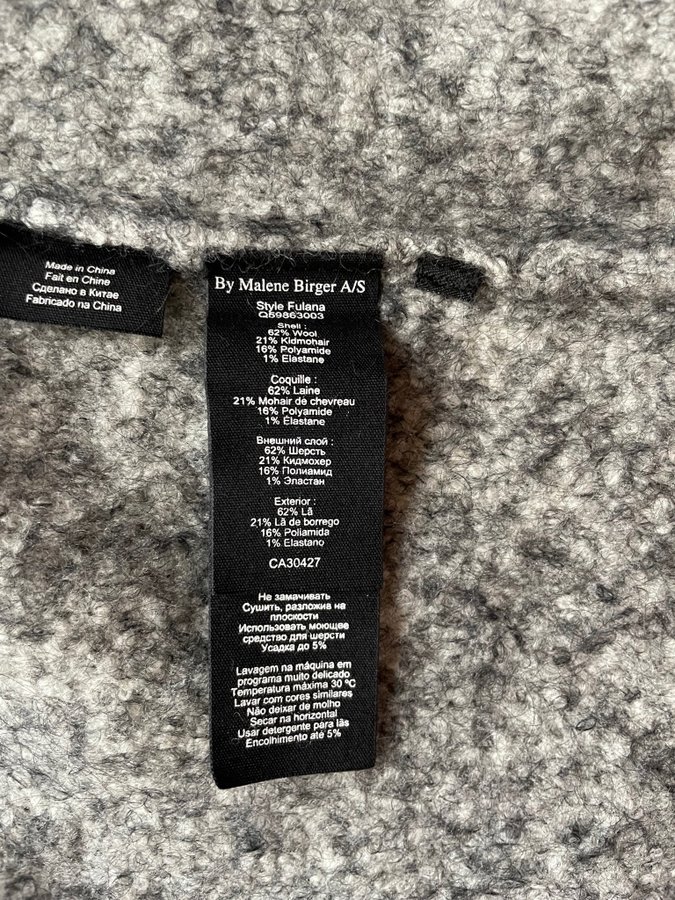 Made in China
Fait en Chine
Сделано в Китае
Fabricado na China
By Malene Birger A/S
Style Fulana
Q59863003
Shell :
62% Wool
21% Kidmohair
16% Polyamide
1% Elastane
Coquille :
62% Laine
21% Mohair de chevreau
16% Polyamide
1% Élastane
Внешний слой :
62% Шерсть
21% Кидмохер
16% Полиамид
1% Эластан
Exterior :
62% Lã
21% Lã de borrego
16% Poliamida
1% Elastano
CA30427
Не замачивать
Сушить, разложив на
плоскости
Использовать моющее
средство для шерсти
Усадка до 5%
Lavagem na máquina em
programa muito delicado
Temperatura máxima 30 ºC
Lavar com cores similares
Não deixar de molho
Secar na horizontal
Usar detergente para lãs
Encolhimento até 5%